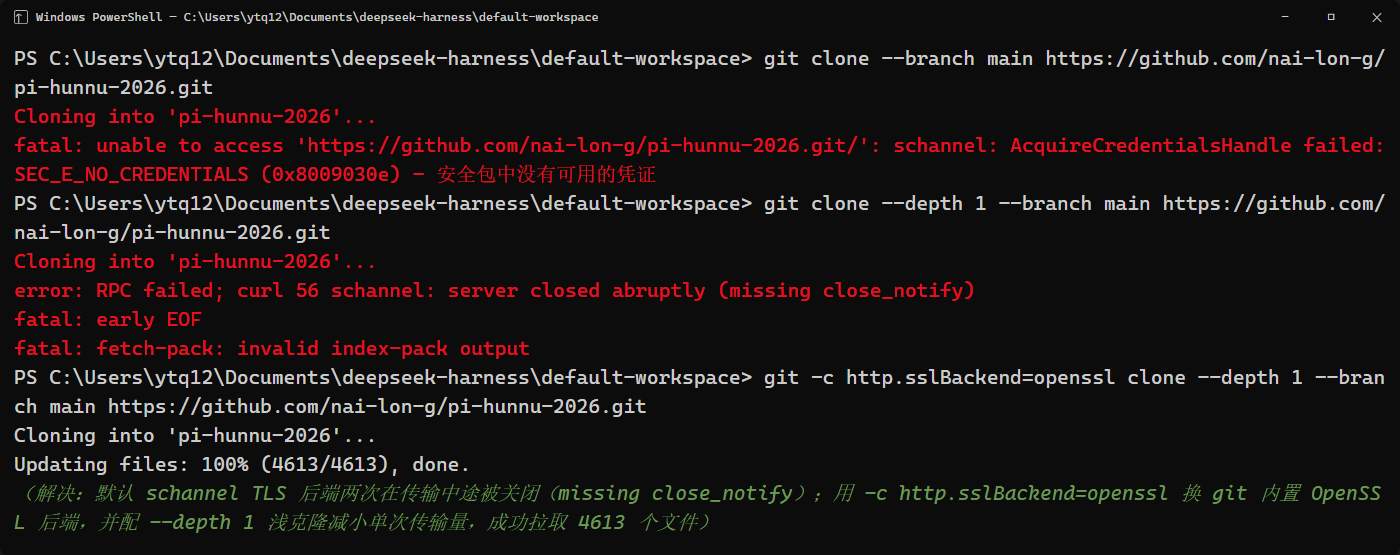 Windows PowerShell — C:\Users\ytq12\Documents\deepseek-harness\default-workspace
PS C:\Users\ytq12\Documents\deepseek-harness\default-workspace> git clone --branch main https://github.com/nai-lon-g/
pi-hunnu-2026.git
Cloning into 'pi-hunnu-2026'...
fatal: unable to access 'https://github.com/nai-lon-g/pi-hunnu-2026.git/': schannel: AcquireCredentialsHandle failed:
SEC_E_NO_CREDENTIALS (0x8009030e) - 安全包中没有可用的凭证
PS C:\Users\ytq12\Documents\deepseek-harness\default-workspace> git clone --depth 1 --branch main https://github.com/
nai-lon-g/pi-hunnu-2026.git
Cloning into 'pi-hunnu-2026'...
error: RPC failed; curl 56 schannel: server closed abruptly (missing close_notify)
fatal: early EOF
fatal: fetch-pack: invalid index-pack output
PS C:\Users\ytq12\Documents\deepseek-harness\default-workspace> git -c http.sslBackend=openssl clone --depth 1 --bran
ch main https://github.com/nai-lon-g/pi-hunnu-2026.git
Cloning into 'pi-hunnu-2026'...
Updating files: 100% (4613/4613), done.
（解决：默认 schannel TLS 后端两次在传输中途被关闭（missing close_notify）；用 -c http.sslBackend=openssl 换 git 内置 OpenSS
L 后端，并配 --depth 1 浅克隆减小单次传输量，成功拉取 4613 个文件）